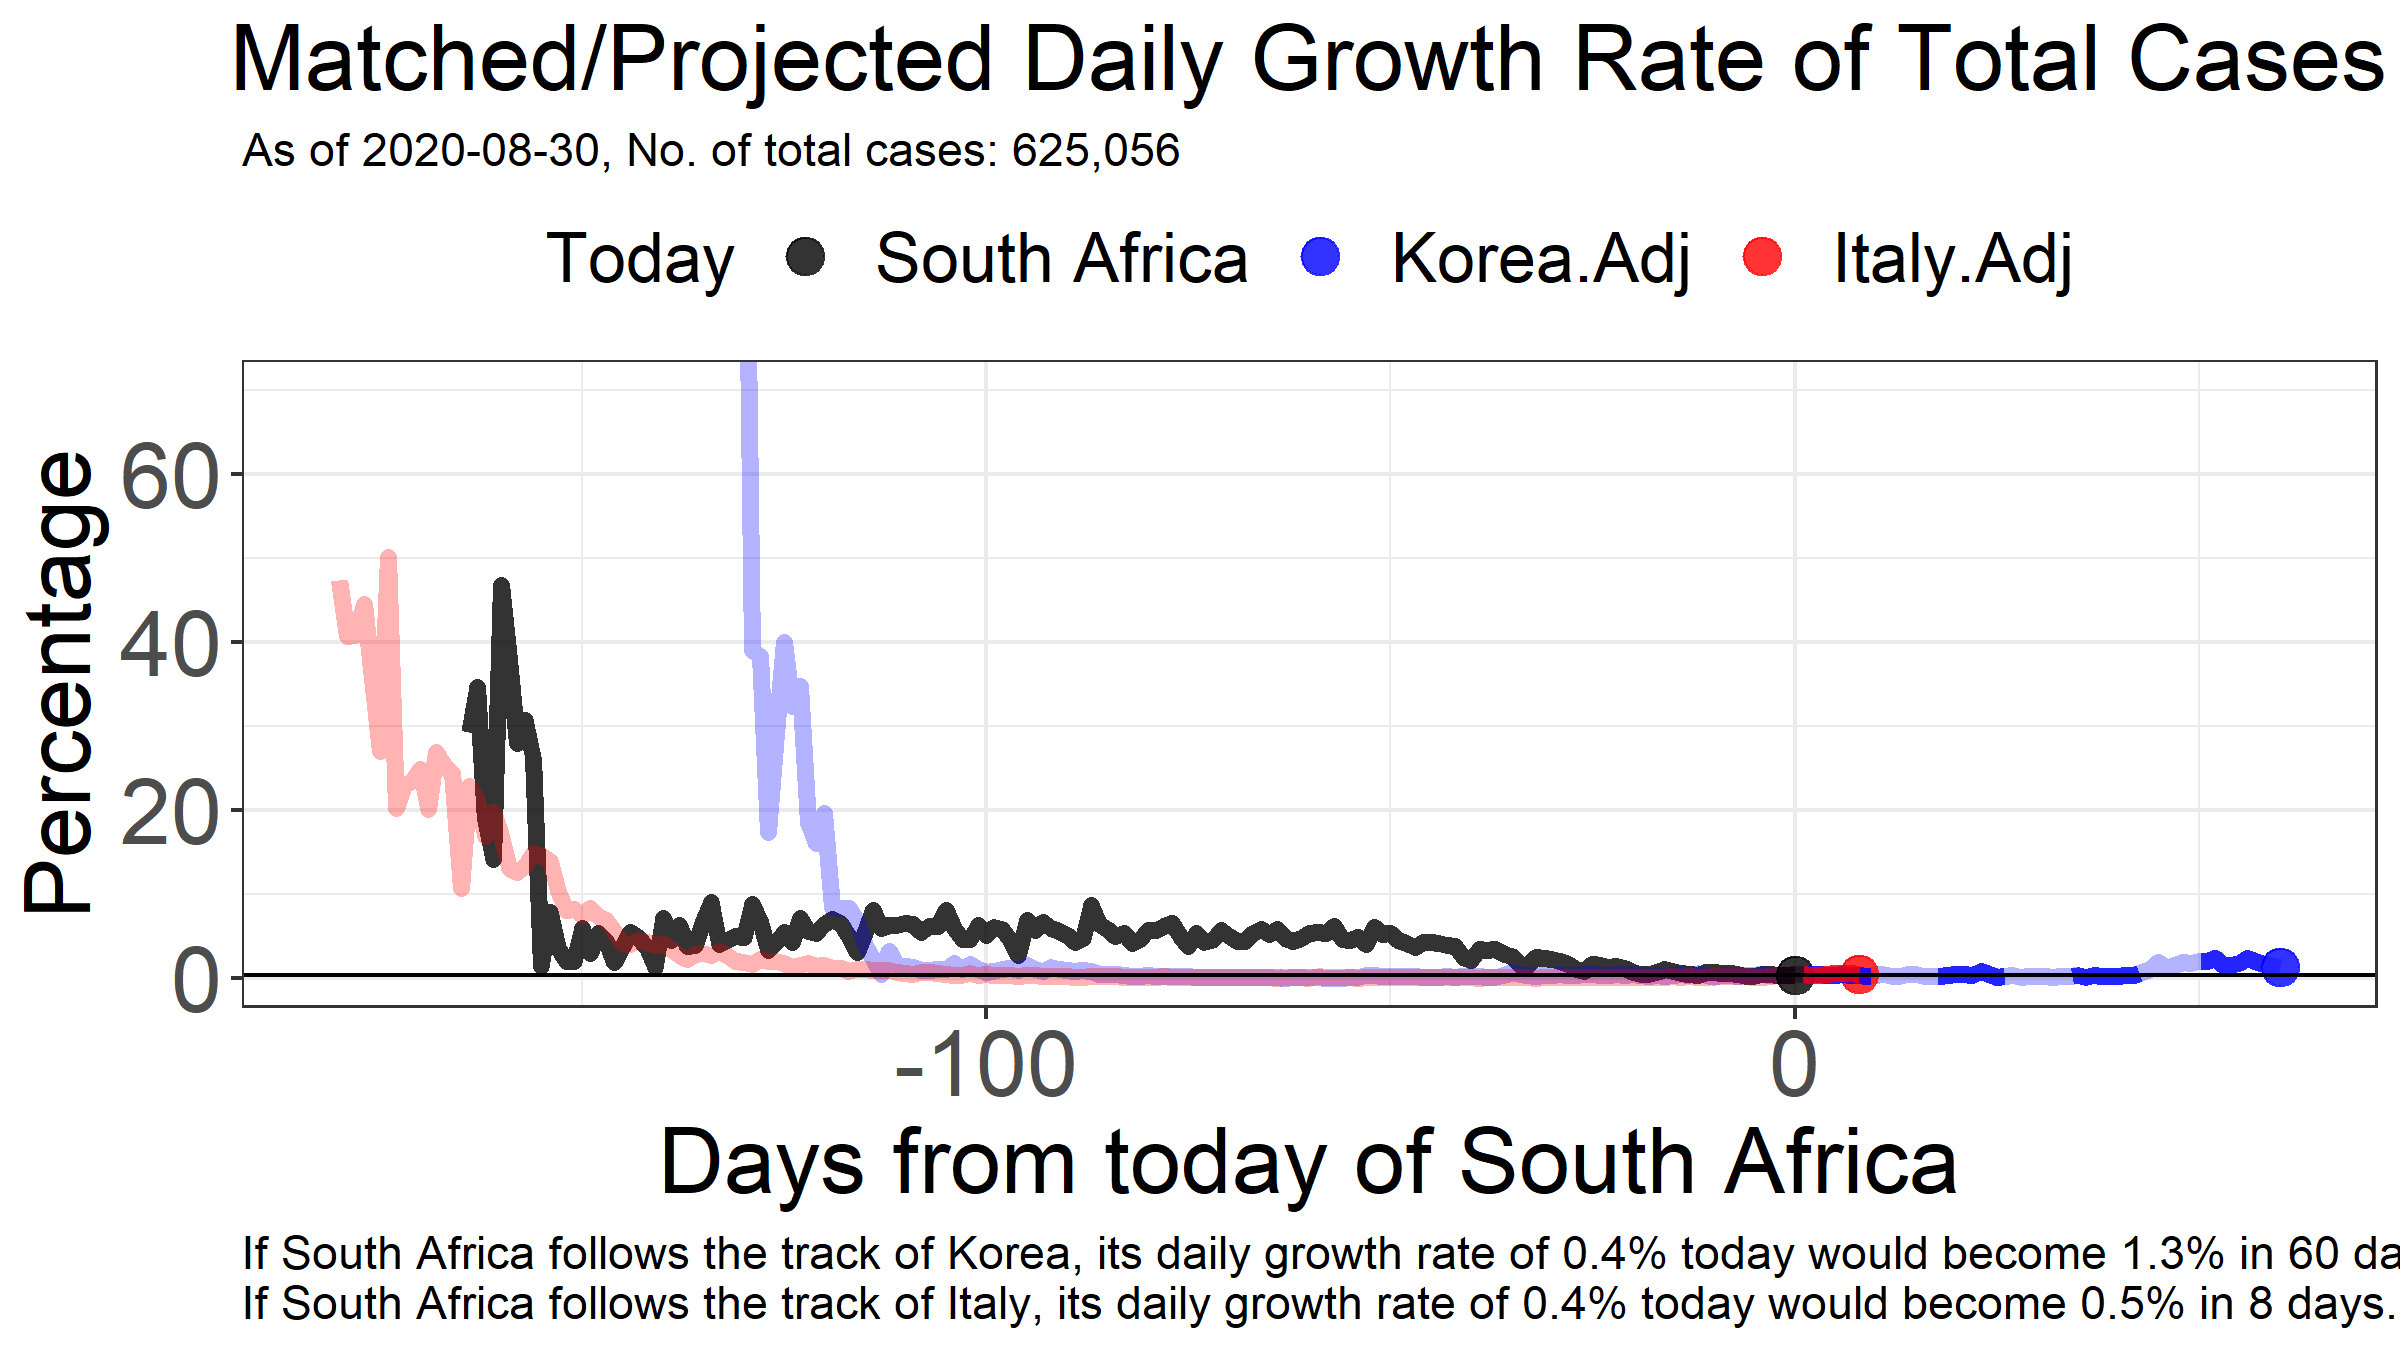 Matched/Projected Daily Growth Rate of Total Cases
As of 2020-08-30, No. of total cases: 625,056
Today South Africa Korea.Adj Italy.Adj
Percentage
60
40
20
0
-100 0
Days from today of South Africa
If South Africa follows the track of Korea, its daily growth rate of 0.4% today would become 1.3% in 60 da
If South Africa follows the track of Italy, its daily growth rate of 0.4% today would become 0.5% in 8 days.